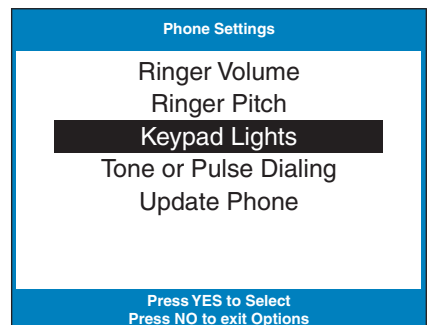 Phone Settings
Ringer Volume
Ringer Pitch
Keypad Lights
Tone or Pulse Dialing
Update Phone
Press YES to Select
Press NO to exit Options